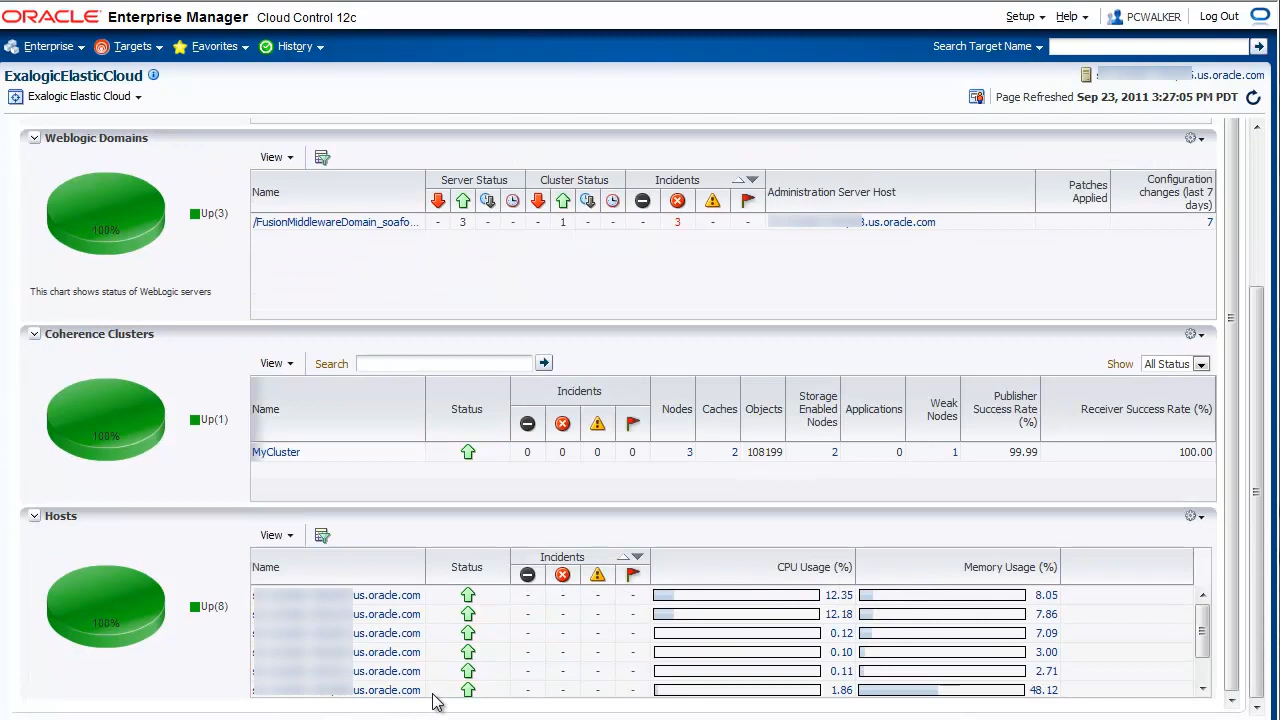 ORACLE Enterprise Manager Cloud Control 12c Setup Help PCWALKER Log Out
Enterprise Targets Favorites History Search Target Name
ExalogicElasticCloud .us.oracle.com
Exalogic Elastic Cloud Page Refreshed Sep 23, 2011 3:27:05 PM PDT
Weblogic Domains
View
Name Server Status Cluster Status Incidents Administration Server Host Patches Applied Configuration changes (last 7 days)
/FusionMiddlewareDomain_soafo... - 3 - - - 1 - - - 3 - - .us.oracle.com 7
100% Up(3)
This chart shows status of WebLogic servers
Coherence Clusters
View Search Show All Status
Name Status Incidents Nodes Caches Objects Storage Enabled Nodes Applications Weak Nodes Publisher Success Rate (%) Receiver Success Rate (%)
MyCluster 0 0 0 0 3 2 108199 2 0 1 99.99 100.00
100% Up(1)
Hosts
View
Name Status Incidents CPU Usage (%) Memory Usage (%)
us.oracle.com - - - - 12.35 8.05
us.oracle.com - - - - 12.18 7.86
us.oracle.com - - - - 0.12 7.09
us.oracle.com - - - - 0.10 3.00
us.oracle.com - - - - 0.11 2.71
us.oracle.com - - - - 1.86 48.12
100% Up(8)